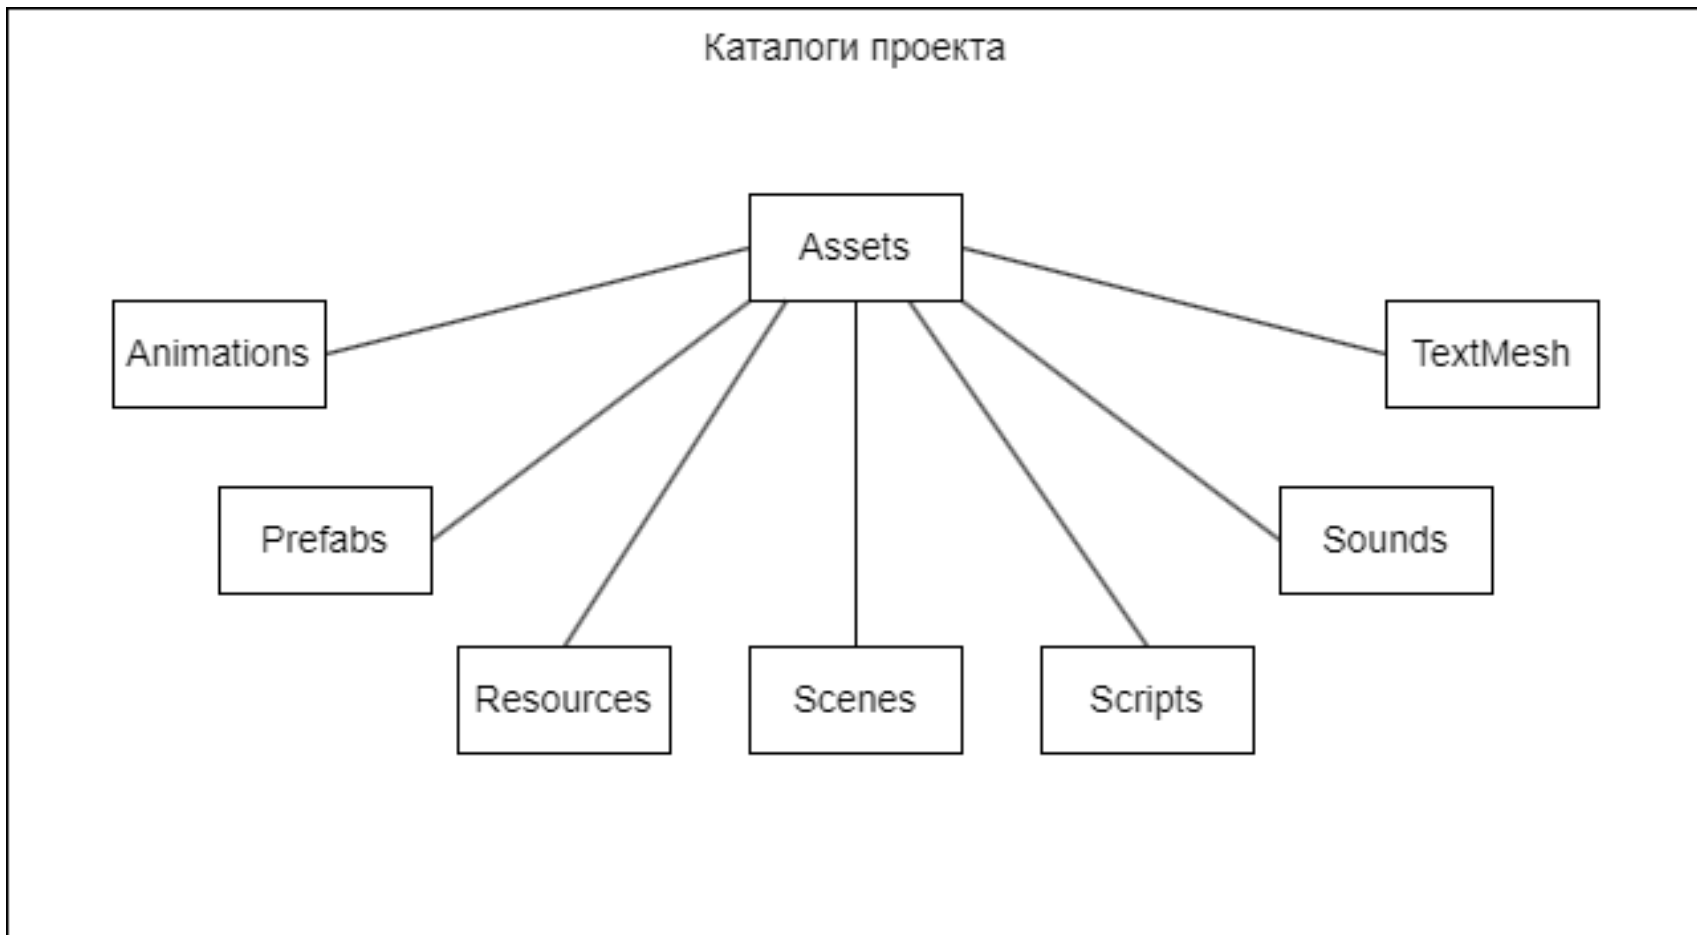 Каталоги проекта
Assets
Animations
TextMesh
Prefabs
Sounds
Resources
Scenes
Scripts